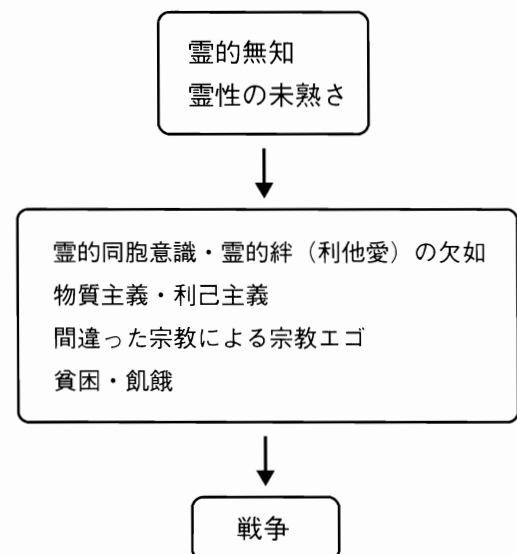 霊的無知
霊性の未熟さ
霊的同胞意識・霊的絆（利他愛）の欠如
物質主義・利己主義
間違った宗教による宗教エゴ
貧困・飢餓
戦争